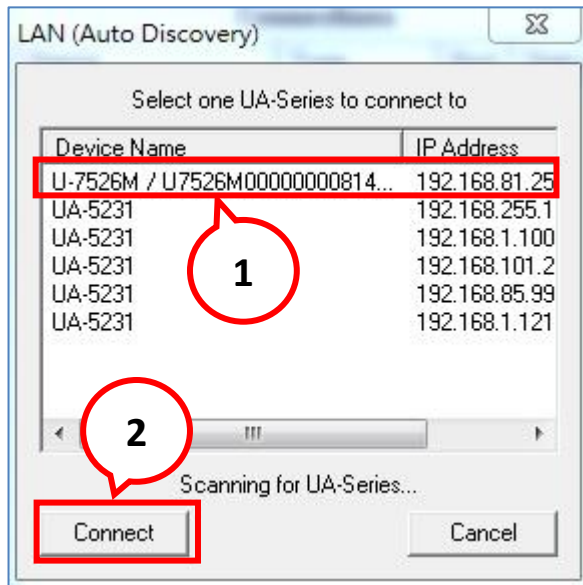 LAN (Auto Discovery)
Select one UA-Series to connect to
Device Name IP Address
U-7526M / U7526M00000000814... 192.168.81.25
UA-5231 192.168.255.1
UA-5231 192.168.1.100
UA-5231 192.168.101.2
UA-5231 192.168.85.99
UA-5231 192.168.1.121
1
2
Scanning for UA-Series...
Connect Cancel